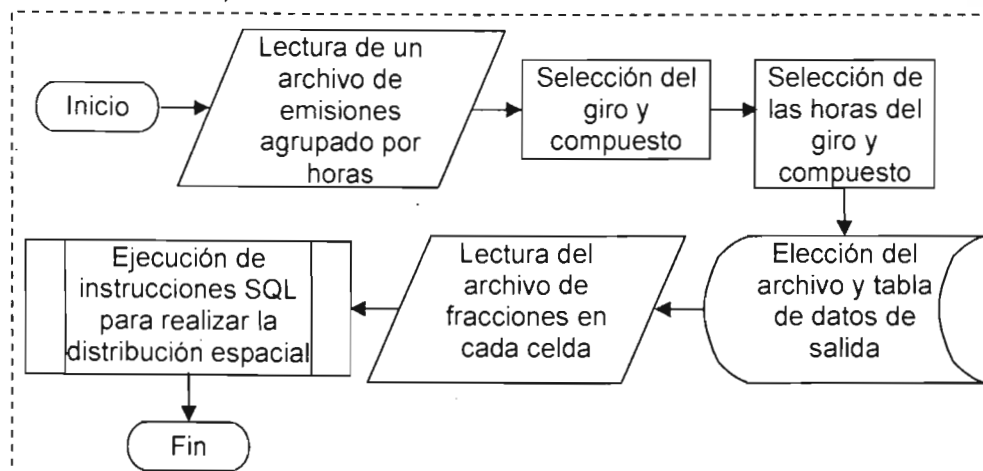 Inicio
Lectura de un
archivo de
emisiones
agrupado por
horas
Selección del
giro y
compuesto
Selección de
las horas del
giro y
compuesto
Elección del
archivo y tabla
de datos de
salida
Lectura del
archivo de
fracciones en
cada celda
Ejecución de
instrucciones SQL
para realizar la
distribución espacial
Fin